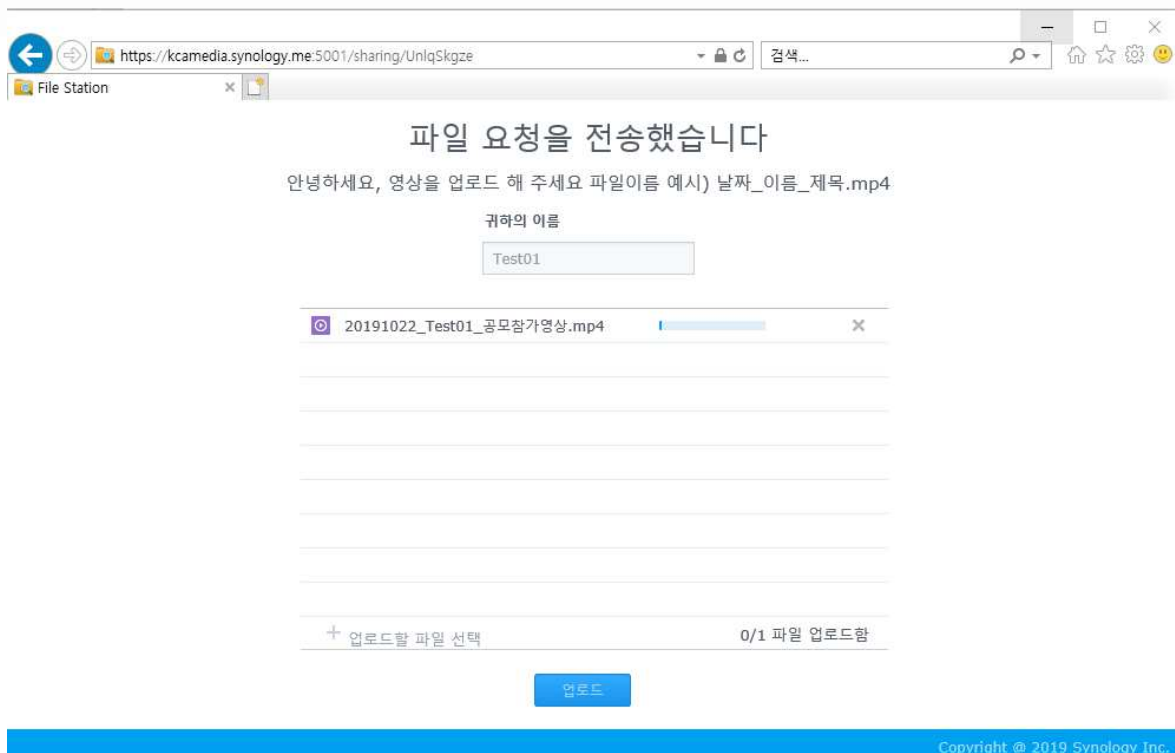 https://kcamedia.synology.me:5001/sharing/UnlqSkgze
검색...
File Station
파일 요청을 전송했습니다
안녕하세요, 영상을 업로드 해 주세요 파일이름 예시) 날짜_이름_제목.mp4
귀하의 이름
Test01
20191022_Test01_공모참가영상.mp4
+ 업로드할 파일 선택
0/1 파일 업로드함
업로드
Copyright @ 2019 Synology Inc.